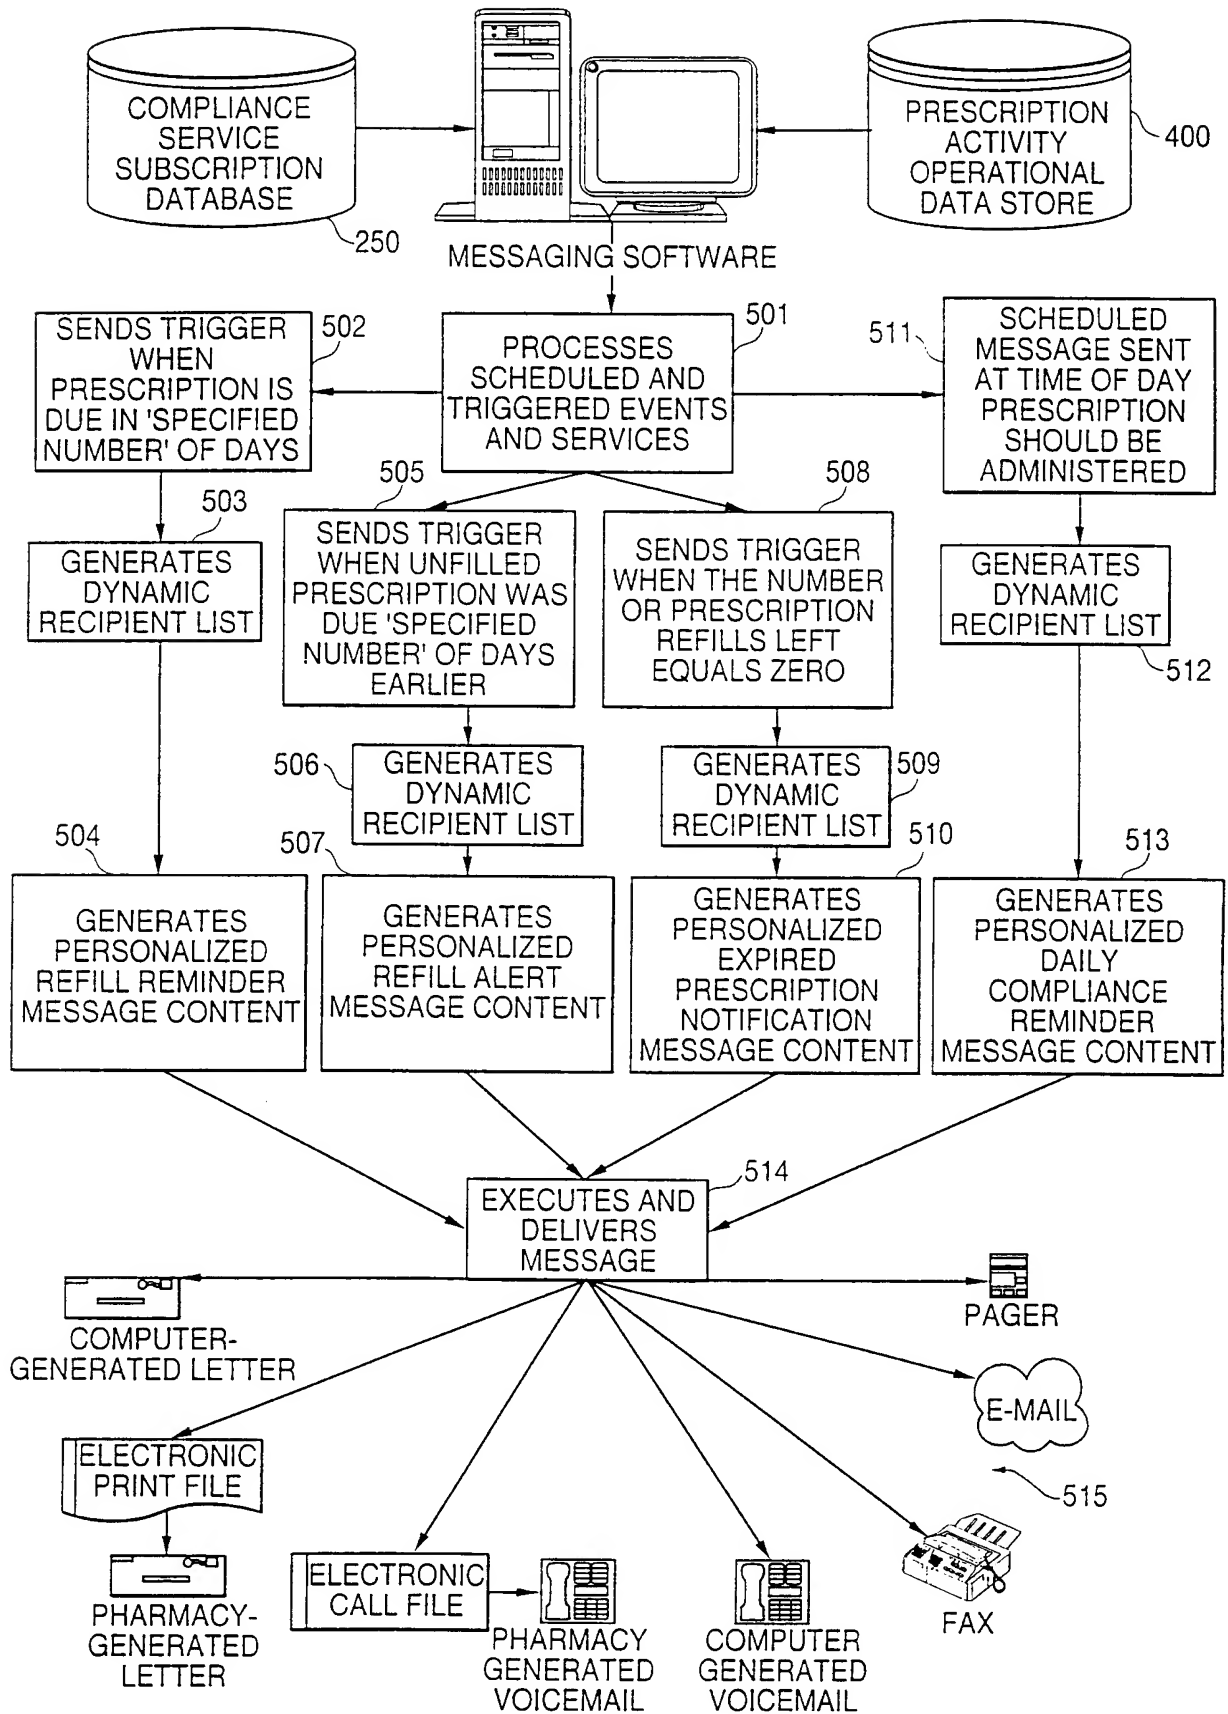 COMPLIANCE
SERVICE
SUBSCRIPTION
DATABASE
250
PRESCRIPTION
ACTIVITY
OPERATIONAL
DATA STORE
400
MESSAGING SOFTWARE
SENDS TRIGGER
WHEN
PRESCRIPTION IS
DUE IN 'SPECIFIED
NUMBER' OF DAYS
502
PROCESSES
SCHEDULED AND
TRIGGERED EVENTS
AND SERVICES
501
511
SCHEDULED
MESSAGE SENT
AT TIME OF DAY
PRESCRIPTION
SHOULD BE
ADMINISTERED
503
GENERATES
DYNAMIC
RECIPIENT LIST
505
SENDS TRIGGER
WHEN UNFILLED
PRESCRIPTION WAS
DUE 'SPECIFIED
NUMBER' OF DAYS
EARLIER
508
SENDS TRIGGER
WHEN THE NUMBER
OR PRESCRIPTION
REFILLS LEFT
EQUALS ZERO
GENERATES
DYNAMIC
RECIPIENT LIST
512
506
GENERATES
DYNAMIC
RECIPIENT LIST
GENERATES
DYNAMIC
RECIPIENT LIST
509
504
GENERATES
PERSONALIZED
REFILL REMINDER
MESSAGE CONTENT
507
GENERATES
PERSONALIZED
REFILL ALERT
MESSAGE CONTENT
510
GENERATES
PERSONALIZED
EXPIRED
PRESCRIPTION
NOTIFICATION
MESSAGE CONTENT
513
GENERATES
PERSONALIZED
DAILY
COMPLIANCE
REMINDER
MESSAGE CONTENT
514
EXECUTES AND
DELIVERS
MESSAGE
COMPUTER-
GENERATED LETTER
PAGER
E-MAIL
515
ELECTRONIC
PRINT FILE
PHARMACY-
GENERATED
LETTER
ELECTRONIC
CALL FILE
PHARMACY
GENERATED
VOICEMAIL
COMPUTER
GENERATED
VOICEMAIL
FAX